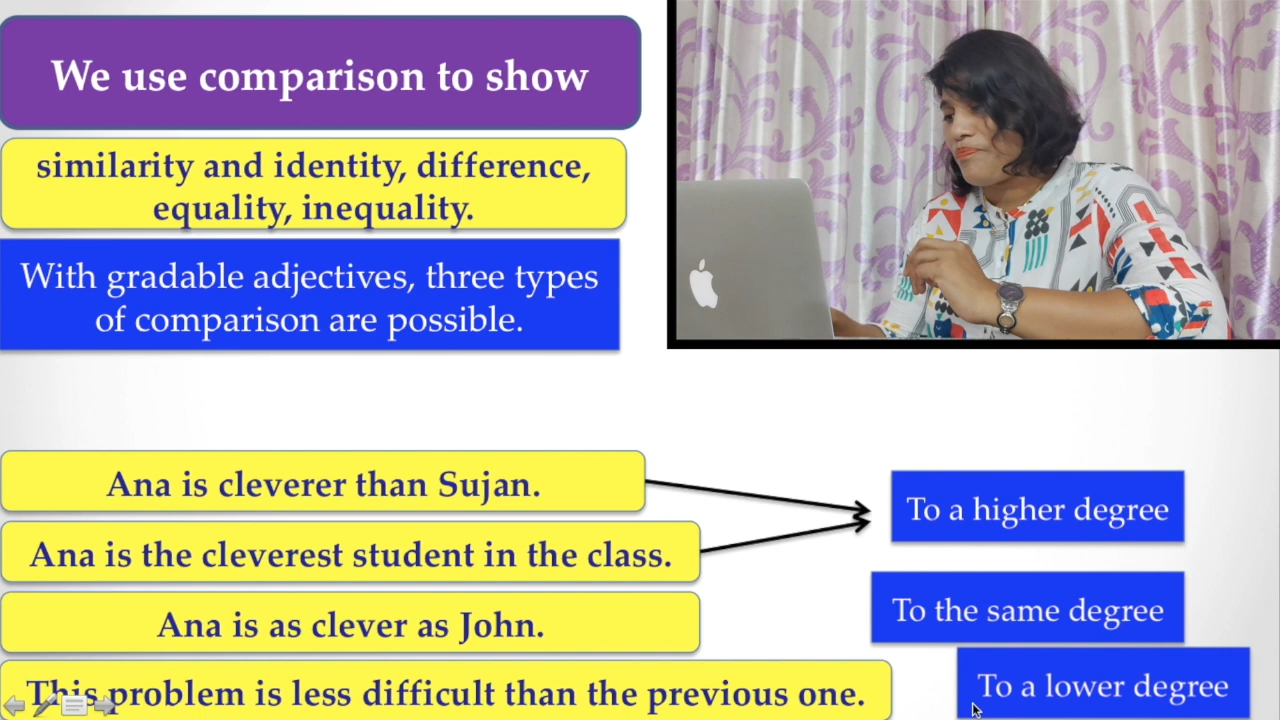 We use comparison to show
similarity and identity, difference,
equality, inequality.
With gradable adjectives, three types
of comparison are possible.
Ana is cleverer than Sujan.
To a higher degree
Ana is the cleverest student in the class.
Ana is as clever as John.
To the same degree
This problem is less difficult than the previous one.
To a lower degree